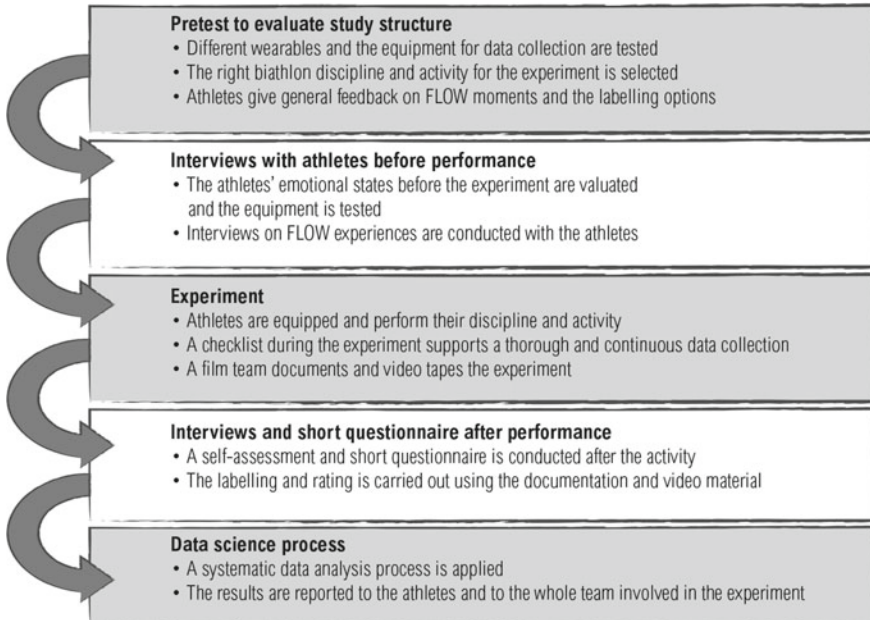 Pretest to evaluate study structure
• Different wearables and the equipment for data collection are tested
• The right biathlon discipline and activity for the experiment is selected
• Athletes give general feedback on FLOW moments and the labelling options
Interviews with athletes before performance
• The athletes' emotional states before the experiment are valuated
and the equipment is tested
• Interviews on FLOW experiences are conducted with the athletes
Experiment
• Athletes are equipped and perform their discipline and activity
• A checklist during the experiment supports a thorough and continuous data collection
• A film team documents and video tapes the experiment
Interviews and short questionnaire after performance
• A self-assessment and short questionnaire is conducted after the activity
• The labelling and rating is carried out using the documentation and video material
Data science process
• A systematic data analysis process is applied
• The results are reported to the athletes and to the whole team involved in the experiment